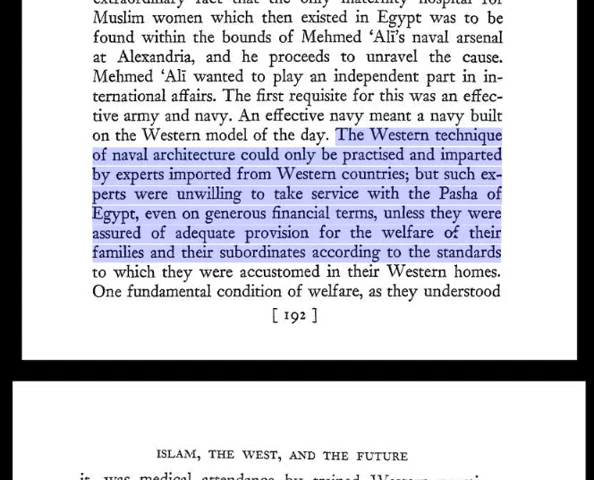 extraordinary fact that the only maternity hospital for
Muslim women which then existed in Egypt was to be
found within the bounds of Mehmed ‘Alī’s naval arsenal
at Alexandria, and he proceeds to unravel the cause.
Mehmed ‘Alī wanted to play an independent part in in-
ternational affairs. The first requisite for this was an effec-
tive army and navy. An effective navy meant a navy built
on the Western model of the day. The Western technique
of naval architecture could only be practised and imparted
by experts imported from Western countries; but such ex-
perts were unwilling to take service with the Pasha of
Egypt, even on generous financial terms, unless they were
assured of adequate provision for the welfare of their
families and their subordinates according to the standards
to which they were accustomed in their Western homes.
One fundamental condition of welfare, as they understood
[ 192 ]
ISLAM, THE WEST, AND THE FUTURE
it, was medical attendance by trained Western